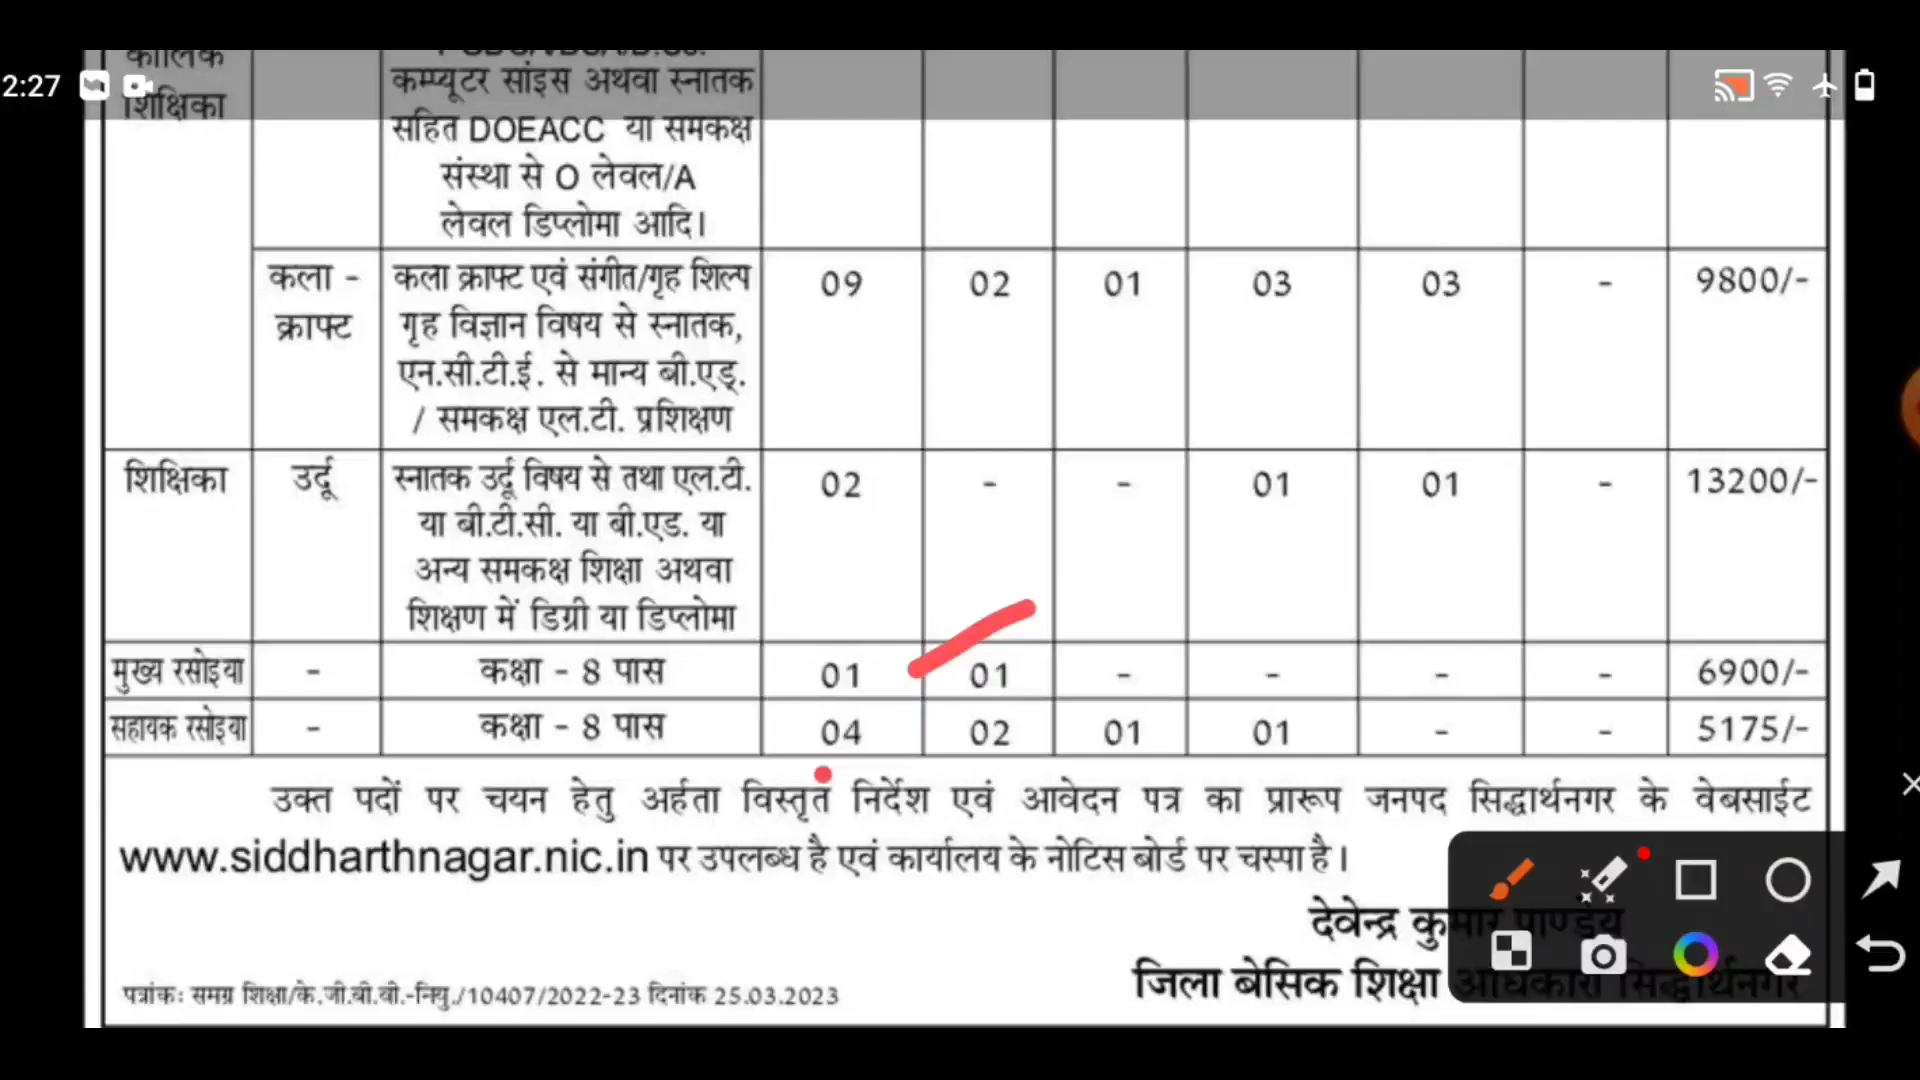 कालिक
2:27
शिक्षिका
कम्प्यूटर सांइस अथवा स्नातक
सहित DOEACC या समकक्ष
संस्था से O लेवल/A
लेवल डिप्लोमा आदि।
कला - क्राफ्ट
कला क्राफ्ट एवं संगीत/गृह शिल्प
गृह विज्ञान विषय से स्नातक,
एन.सी.टी.ई. से मान्य बी.एड्.
/ समकक्ष एल.टी. प्रशिक्षण
09 02 01 03 03 - 9800/-
शिक्षिका उर्दू
स्नातक उर्दू विषय से तथा एल.टी.
या बी.टी.सी. या बी.एड. या
अन्य समकक्ष शिक्षा अथवा
शिक्षण में डिग्री या डिप्लोमा
02 - - 01 01 - 13200/-
मुख्य रसोइया - कक्षा - 8 पास 01 01 - - - - 6900/-
सहायक रसोइया - कक्षा - 8 पास 04 02 01 01 - - 5175/-
उक्त पदों पर चयन हेतु अर्हता विस्तृत निर्देश एवं आवेदन पत्र का प्रारूप जनपद सिद्धार्थनगर के वेबसाईट
www.siddharthnagar.nic.in पर उपलब्ध है एवं कार्यालय के नोटिस बोर्ड पर चस्पा है।
देवेन्द्र कुमार पाण्डेय
जिला बेसिक शिक्षा अधिकारी सिद्धार्थनगर
पत्रांकः समग्र शिक्षा/के.जी.बी.वी.-नियु./10407/2022-23 दिनांक 25.03.2023